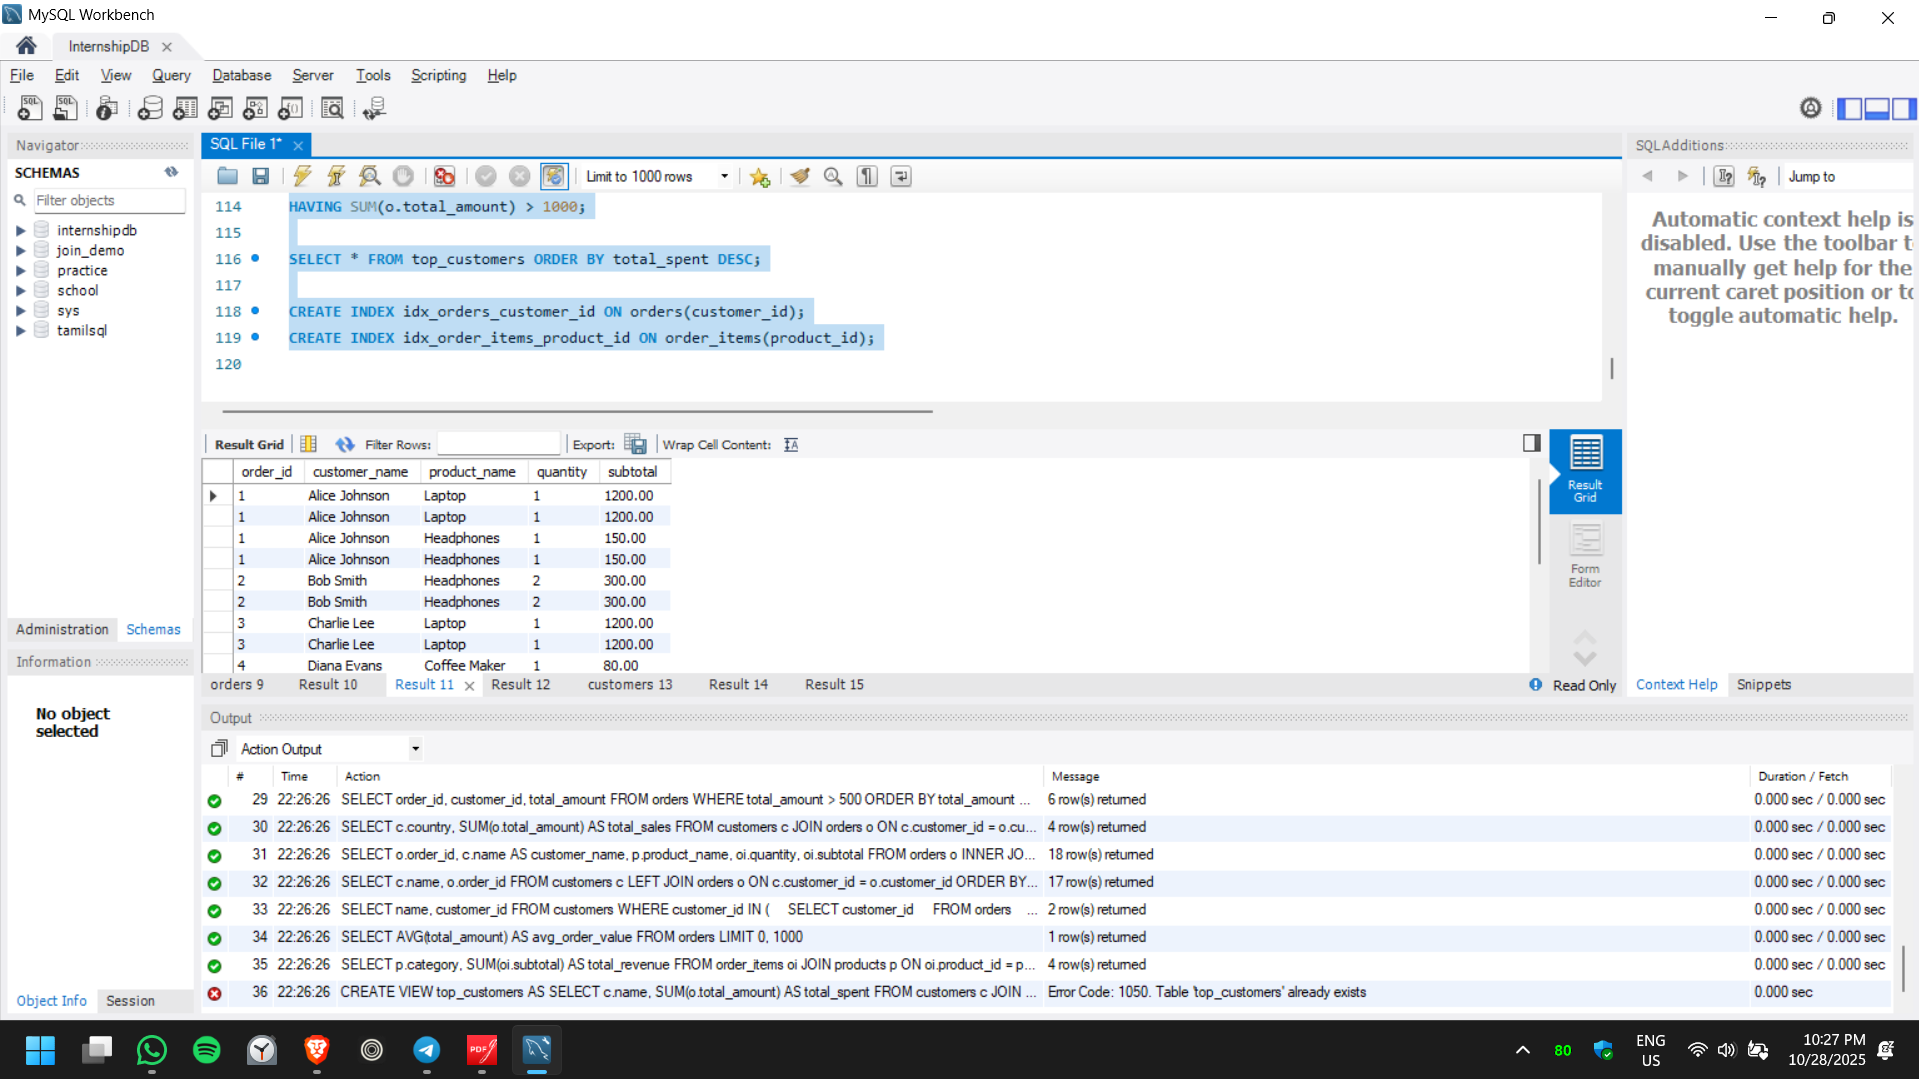 MySQL Workbench
InternshipDB
File Edit View Query Database Server Tools Scripting Help
Navigator
SCHEMAS
Filter objects
internshipdb
join_demo
practice
school
sys
tamilsql
Administration Schemas
Information
No object
selected
Object Info Session
SQL File 1*
Limit to 1000 rows
114 HAVING SUM(o.total_amount) > 1000;
115
116 SELECT * FROM top_customers ORDER BY total_spent DESC;
117
118 CREATE INDEX idx_orders_customer_id ON orders(customer_id);
119 CREATE INDEX idx_order_items_product_id ON order_items(product_id);
120
Result Grid Filter Rows: Export: Wrap Cell Content:
order_id customer_name product_name quantity subtotal
1 Alice Johnson Laptop 1 1200.00
1 Alice Johnson Laptop 1 1200.00
1 Alice Johnson Headphones 1 150.00
1 Alice Johnson Headphones 1 150.00
2 Bob Smith Headphones 2 300.00
2 Bob Smith Headphones 2 300.00
3 Charlie Lee Laptop 1 1200.00
3 Charlie Lee Laptop 1 1200.00
4 Diana Evans Coffee Maker 1 80.00
Result
Grid
Form
Editor
orders 9 Result 10 Result 11 Result 12 customers 13 Result 14 Result 15 Read Only
SQLAdditions
Jump to
Automatic context help is
disabled. Use the toolbar t
manually get help for the
current caret position or to
toggle automatic help.
Context Help Snippets
Output
Action Output
# Time Action Message Duration / Fetch
29 22:26:26 SELECT order_id, customer_id, total_amount FROM orders WHERE total_amount > 500 ORDER BY total_amount ... 6 row(s) returned 0.000 sec / 0.000 sec
30 22:26:26 SELECT c.country, SUM(o.total_amount) AS total_sales FROM customers c JOIN orders o ON c.customer_id = o.cu... 4 row(s) returned 0.000 sec / 0.000 sec
31 22:26:26 SELECT o.order_id, c.name AS customer_name, p.product_name, oi.quantity, oi.subtotal FROM orders o INNER JO... 18 row(s) returned 0.000 sec / 0.000 sec
32 22:26:26 SELECT c.name, o.order_id FROM customers c LEFT JOIN orders o ON c.customer_id = o.customer_id ORDER BY... 17 row(s) returned 0.000 sec / 0.000 sec
33 22:26:26 SELECT name, customer_id FROM customers WHERE customer_id IN ( SELECT customer_id FROM orders ... 2 row(s) returned 0.000 sec / 0.000 sec
34 22:26:26 SELECT AVG(total_amount) AS avg_order_value FROM orders LIMIT 0, 1000 1 row(s) returned 0.000 sec / 0.000 sec
35 22:26:26 SELECT p.category, SUM(oi.subtotal) AS total_revenue FROM order_items oi JOIN products p ON oi.product_id = p... 4 row(s) returned 0.000 sec / 0.000 sec
36 22:26:26 CREATE VIEW top_customers AS SELECT c.name, SUM(o.total_amount) AS total_spent FROM customers c JOIN ... Error Code: 1050. Table 'top_customers' already exists 0.000 sec
PDF
80
ENG
US
10:27 PM
10/28/2025